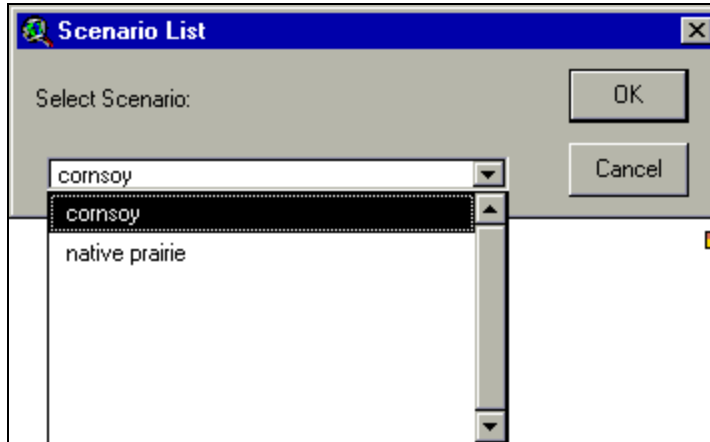 Scenario List
Select Scenario:
OK
cornsoy
Cancel
cornsoy
native prairie